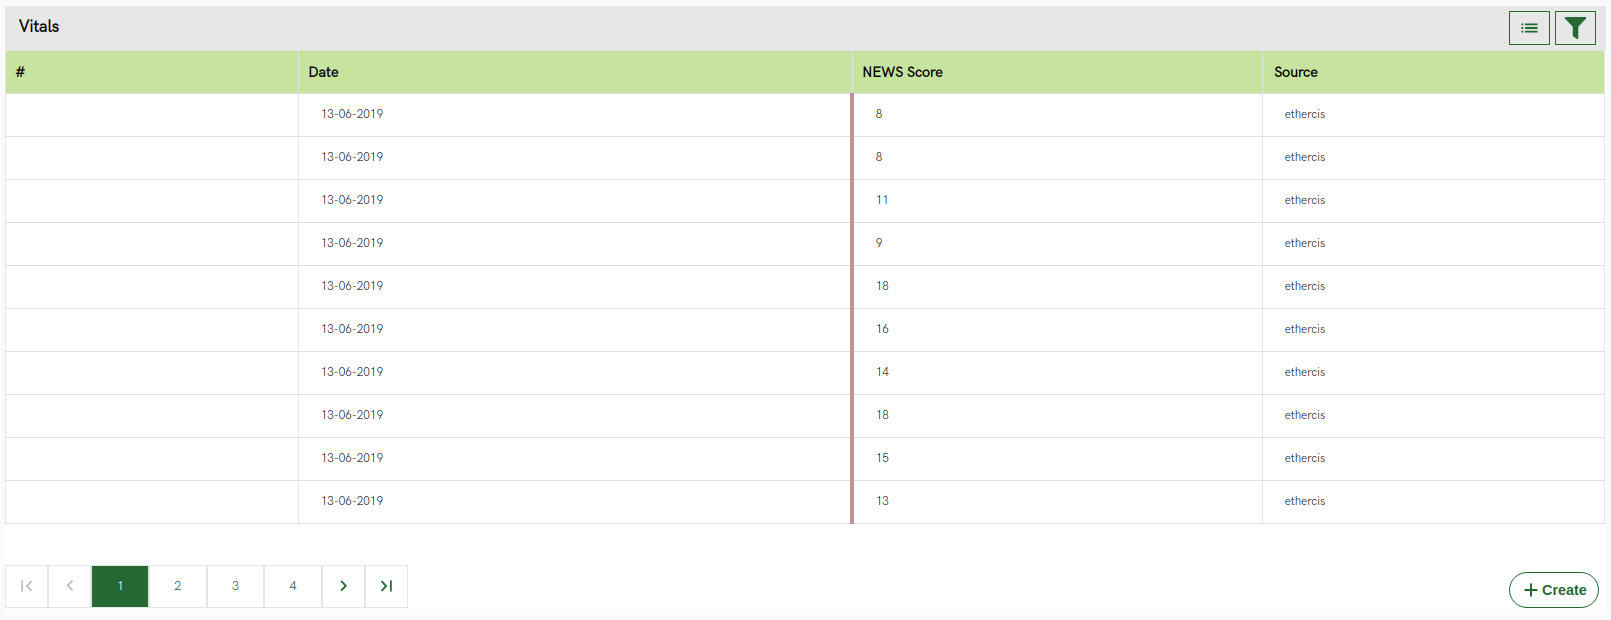 Vitals
# Date NEWS Score Source
13-06-2019 8 ethercis
13-06-2019 8 ethercis
13-06-2019 11 ethercis
13-06-2019 9 ethercis
13-06-2019 18 ethercis
13-06-2019 16 ethercis
13-06-2019 14 ethercis
13-06-2019 18 ethercis
13-06-2019 15 ethercis
13-06-2019 13 ethercis
1 2 3 4
Create